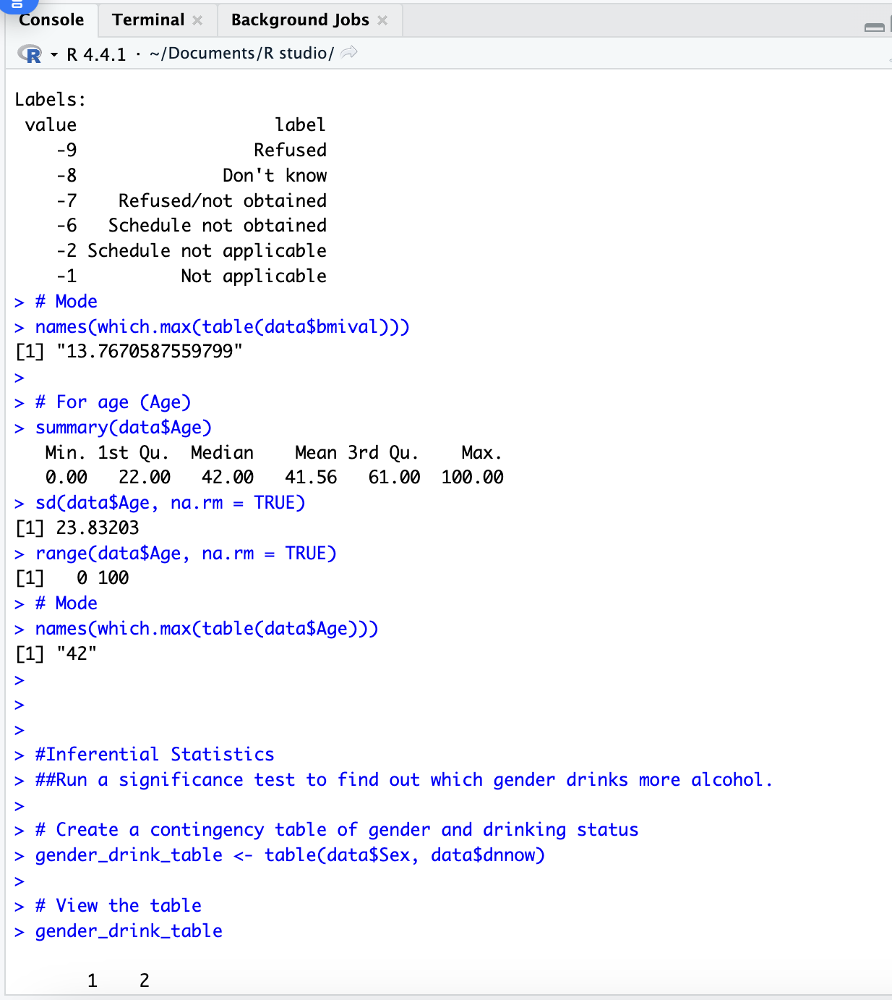 Console Terminal Background Jobs
R 4.4.1 · ~/Documents/R studio/
Labels:
value label
-9 Refused
-8 Don't know
-7 Refused/not obtained
-6 Schedule not obtained
-2 Schedule not applicable
-1 Not applicable
> # Mode
> names(which.max(table(data$bmival)))
[1] "13.7670587559799"
>
> # For age (Age)
> summary(data$Age)
Min. 1st Qu. Median Mean 3rd Qu. Max.
0.00 22.00 42.00 41.56 61.00 100.00
> sd(data$Age, na.rm = TRUE)
[1] 23.83203
> range(data$Age, na.rm = TRUE)
[1] 0 100
> # Mode
> names(which.max(table(data$Age)))
[1] "42"
>
>
>
> #Inferential Statistics
> ##Run a significance test to find out which gender drinks more alcohol.
>
> # Create a contingency table of gender and drinking status
> gender_drink_table <- table(data$Sex, data$dnnow)
>
> # View the table
> gender_drink_table
1 2